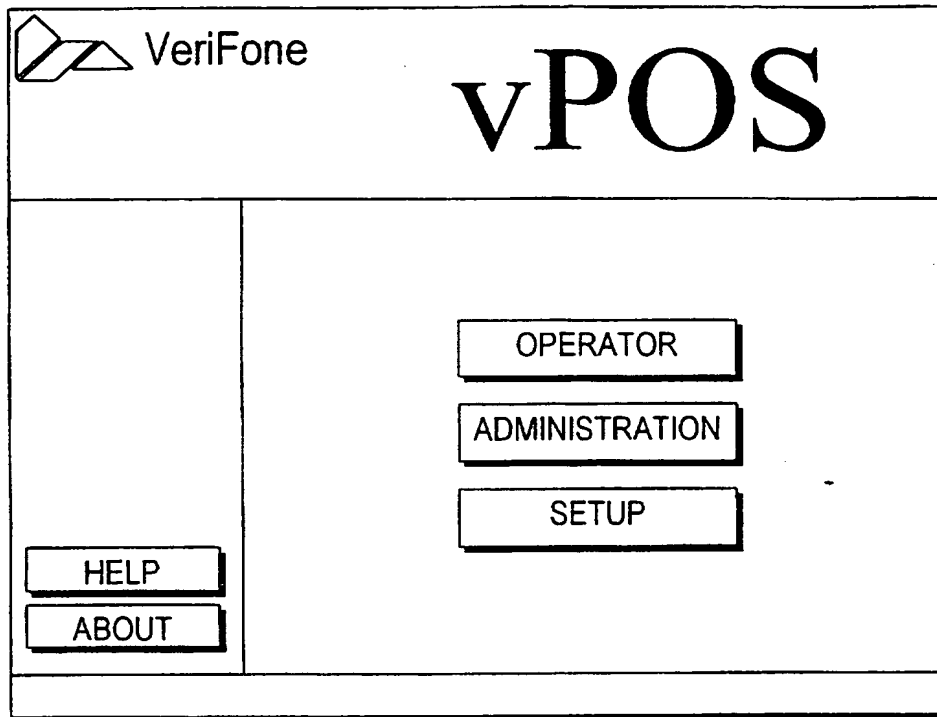 VeriFone
vPOS
OPERATOR
ADMINISTRATION
SETUP
HELP
ABOUT